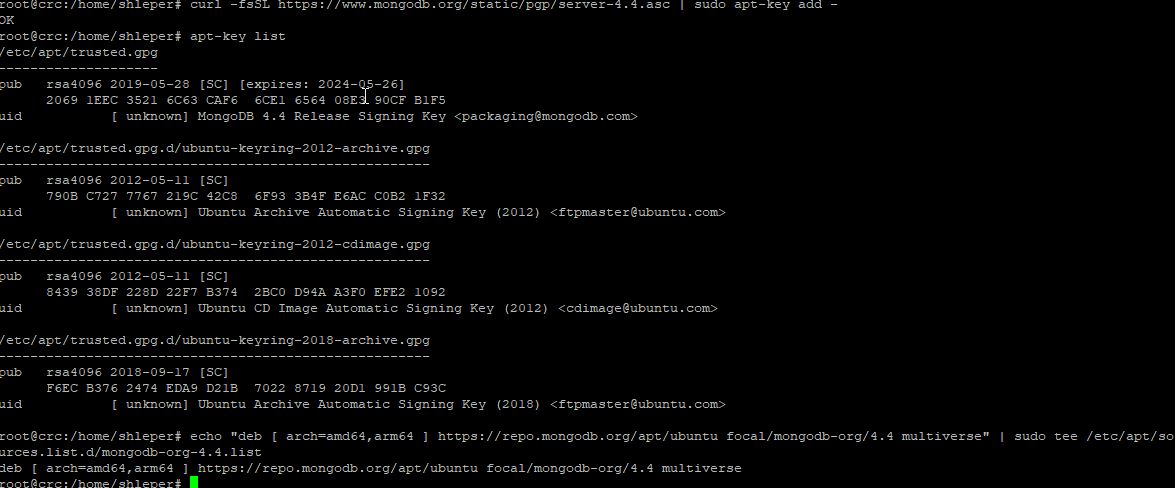 root@crc:/home/shleper# curl -fsSL https://www.mongodb.org/static/pgp/server-4.4.asc | sudo apt-key add -
OK
root@crc:/home/shleper# apt-key list
/etc/apt/trusted.gpg
--------------------
pub   rsa4096 2019-05-28 [SC] [expires: 2024-05-26]
      2069 1EEC 3521 6C63 CAF6  6CE1 6564 08E3 90CF B1F5
uid           [ unknown] MongoDB 4.4 Release Signing Key <packaging@mongodb.com>

/etc/apt/trusted.gpg.d/ubuntu-keyring-2012-archive.gpg
------------------------------------------------------
pub   rsa4096 2012-05-11 [SC]
      790B C727 7767 219C 42C8  6F93 3B4F E6AC C0B2 1F32
uid           [ unknown] Ubuntu Archive Automatic Signing Key (2012) <ftpmaster@ubuntu.com>

/etc/apt/trusted.gpg.d/ubuntu-keyring-2012-cdimage.gpg
------------------------------------------------------
pub   rsa4096 2012-05-11 [SC]
      8439 38DF 228D 22F7 B374  2BC0 D94A A3F0 EFE2 1092
uid           [ unknown] Ubuntu CD Image Automatic Signing Key (2012) <cdimage@ubuntu.com>

/etc/apt/trusted.gpg.d/ubuntu-keyring-2018-archive.gpg
------------------------------------------------------
pub   rsa4096 2018-09-17 [SC]
      F6EC B376 2474 EDA9 D21B  7022 8719 20D1 991B C93C
uid           [ unknown] Ubuntu Archive Automatic Signing Key (2018) <ftpmaster@ubuntu.com>

root@crc:/home/shleper# echo "deb [ arch=amd64,arm64 ] https://repo.mongodb.org/apt/ubuntu focal/mongodb-org/4.4 multiverse" | sudo tee /etc/apt/so
urces.list.d/mongodb-org-4.4.list
deb [ arch=amd64,arm64 ] https://repo.mongodb.org/apt/ubuntu focal/mongodb-org/4.4 multiverse
root@crc:/home/shleper#